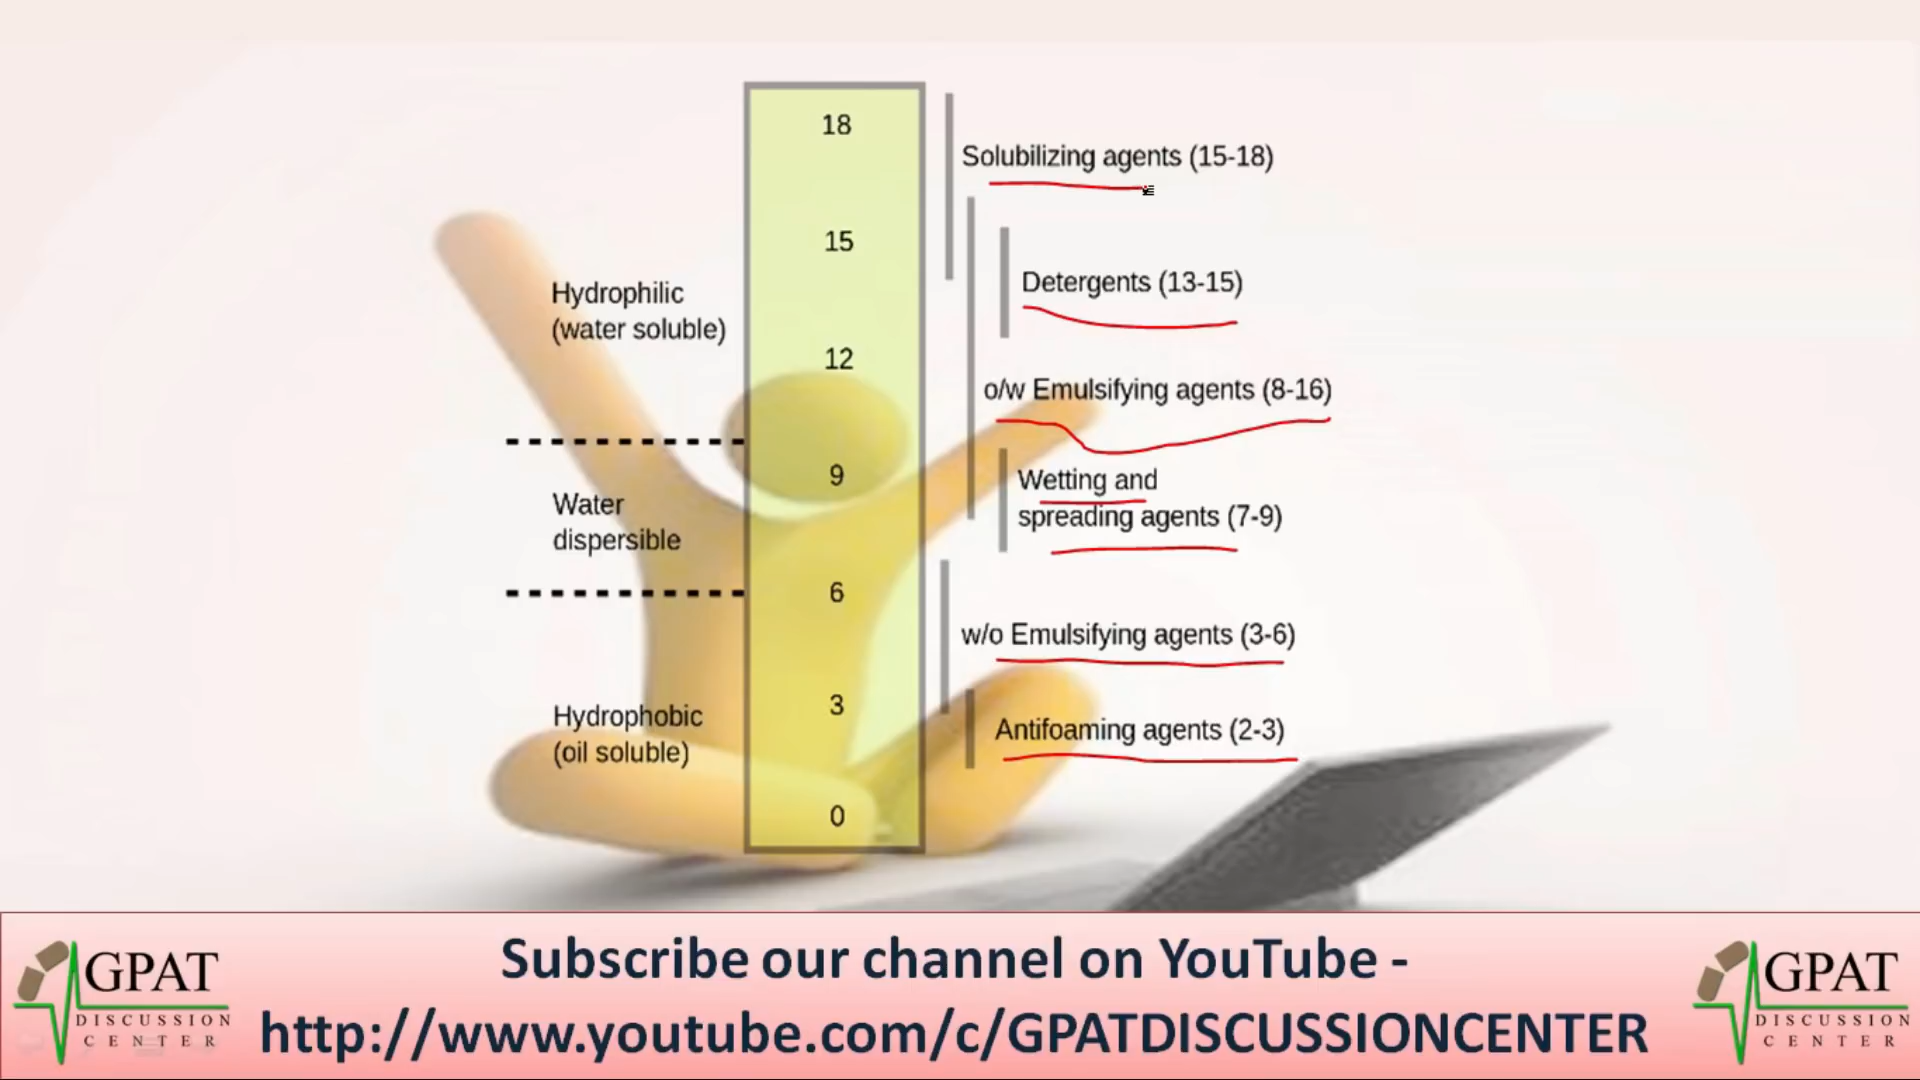 18
Solubilizing agents (15-18)
15
Detergents (13-15)
Hydrophilic
(water soluble)
12
o/w Emulsifying agents (8-16)
9
Wetting and
spreading agents (7-9)
Water
dispersible
6
w/o Emulsifying agents (3-6)
3
Hydrophobic
(oil soluble)
Antifoaming agents (2-3)
0
GPAT
DISCUSSION
CENTER
Subscribe our channel on YouTube -
http://www.youtube.com/c/GPATDISCUSSIONCENTER
GPAT
DISCUSSION
CENTER